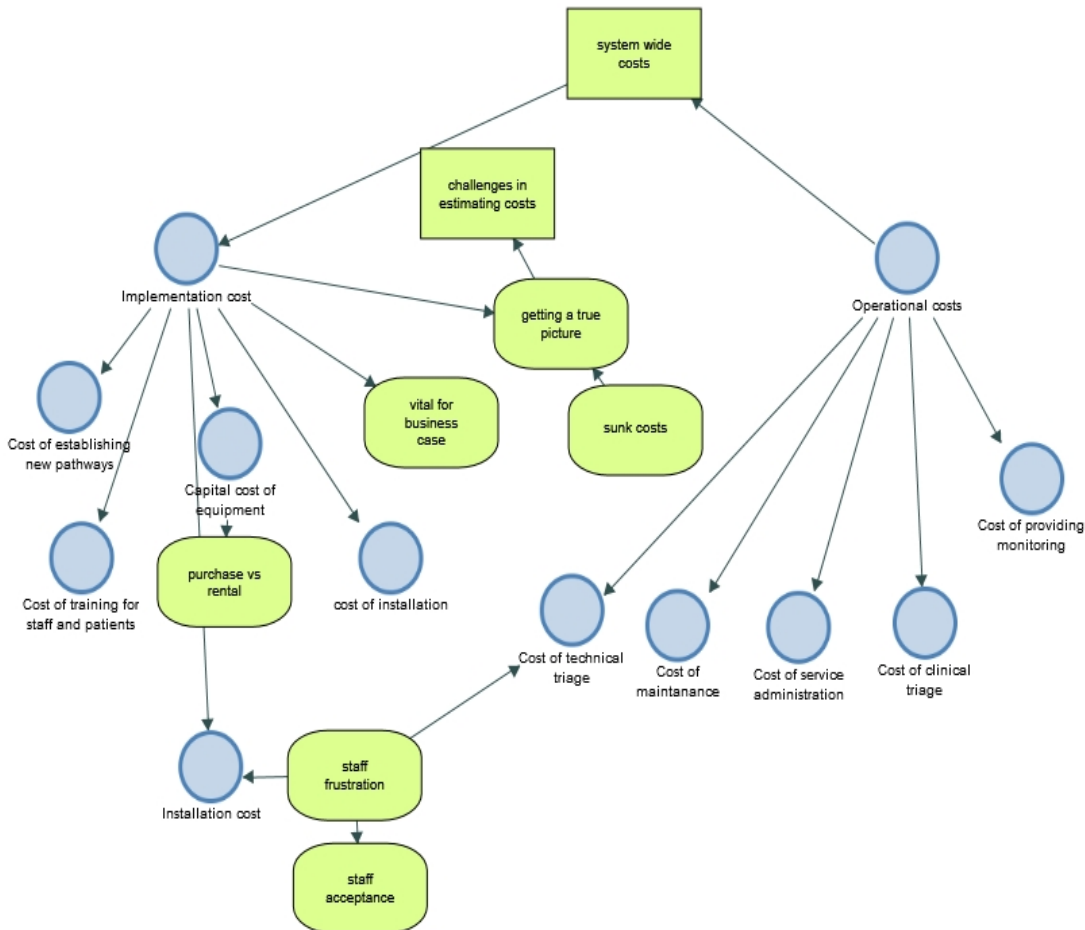 system wide
costs
challenges in
estimating costs
Implementation cost
Operational costs
getting a true
picture
vital for
business
case
sunk costs
Cost of establishing
new pathways
Capital cost of
equipment
Cost of providing
monitoring
purchase vs
rental
Cost of training for
staff and patients
cost of installation
Cost of technical
triage
Cost of
maintanance
Cost of service
administration
Cost of clinical
triage
staff
frustration
Installation cost
staff
acceptance